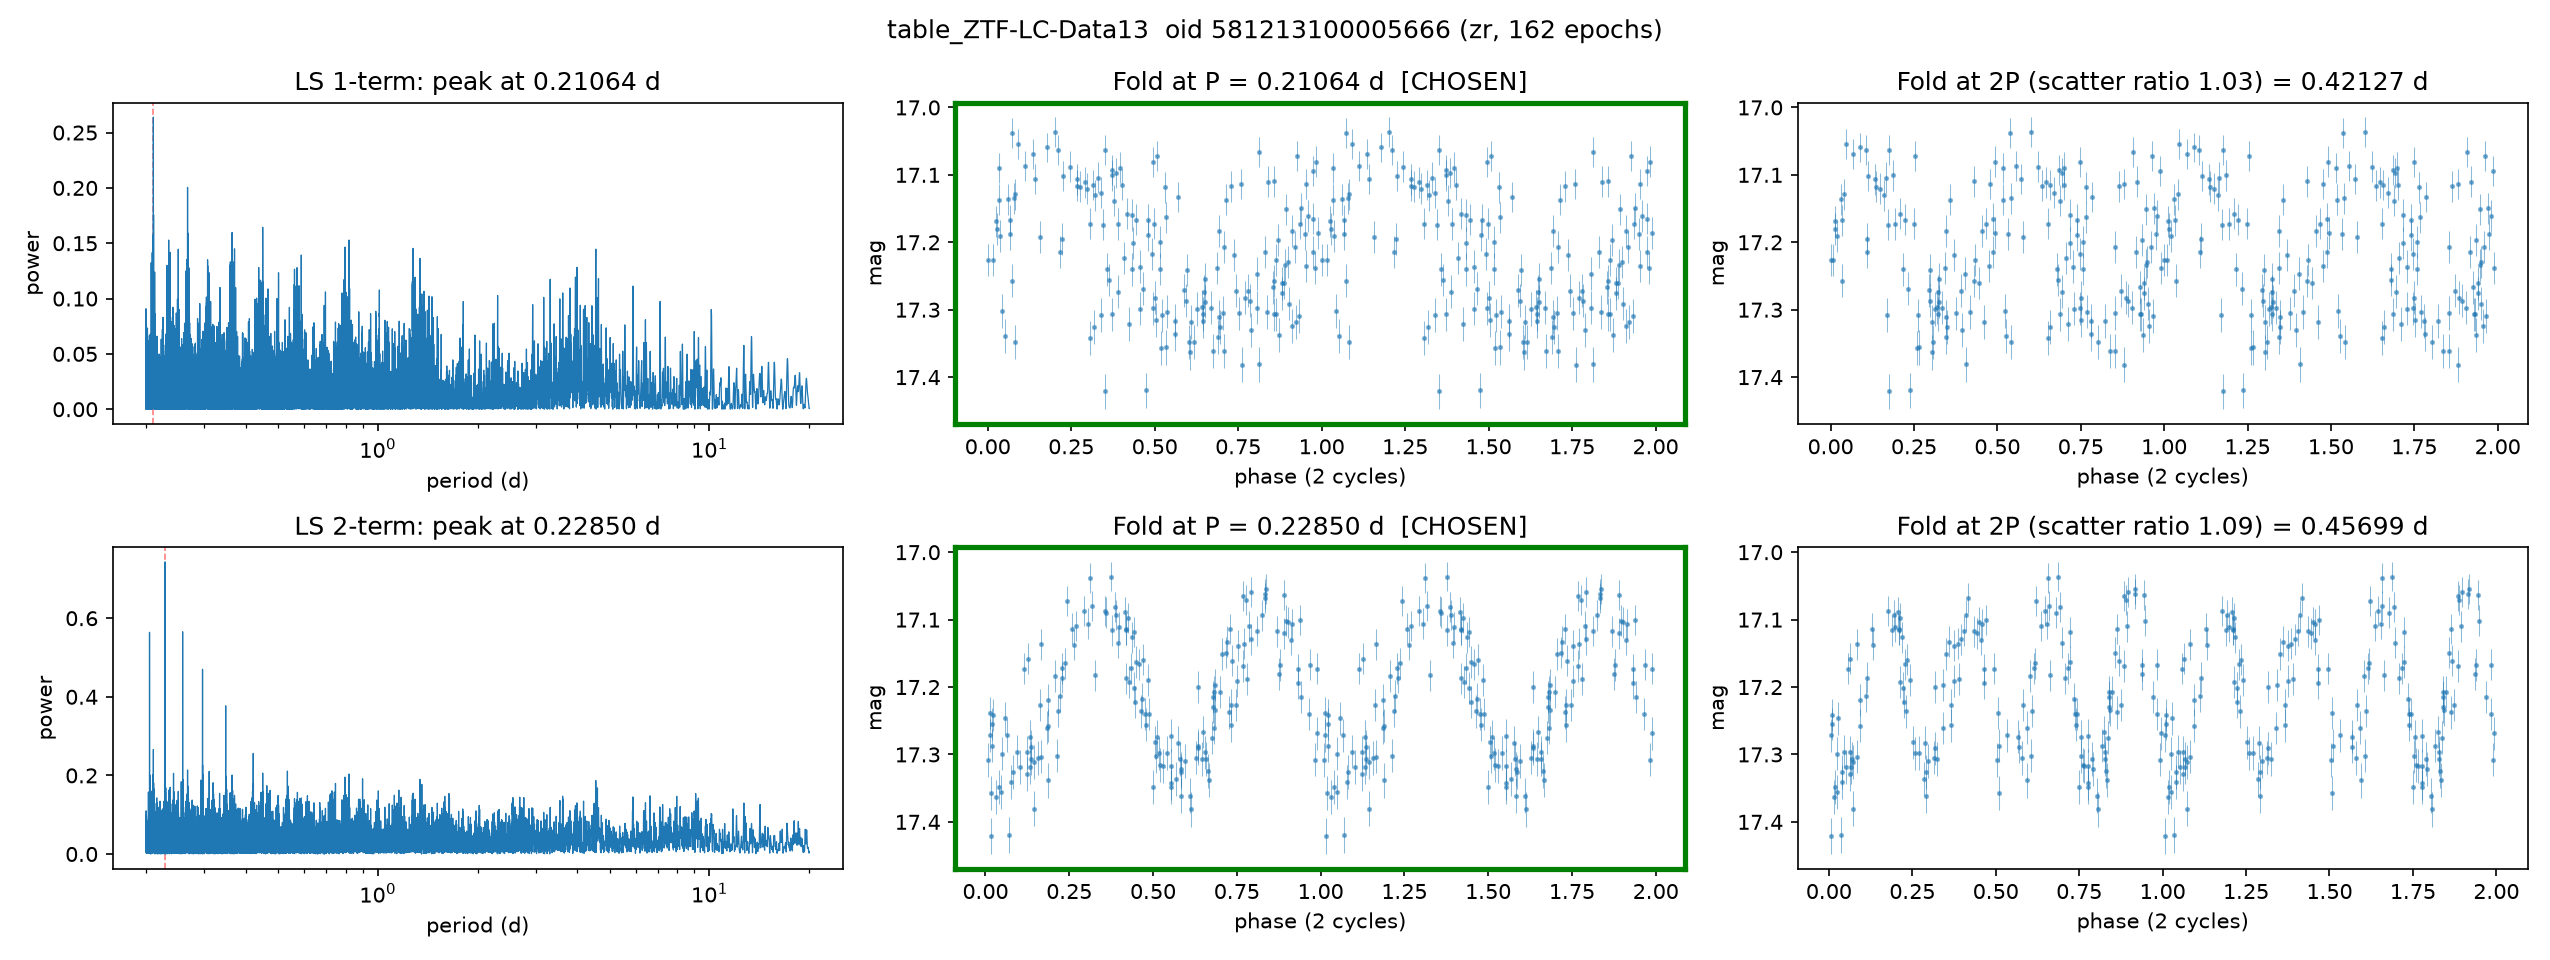 table_ZTF-LC-Data13  oid 581213100005666 (zr, 162 epochs)
LS 1-term: peak at 0.21064 d
power
0.25
0.20
0.15
0.10
0.05
0.00
10⁰
10¹
period (d)
Fold at P = 0.21064 d  [CHOSEN]
mag
17.0
17.1
17.2
17.3
17.4
0.00 0.25 0.50 0.75 1.00 1.25 1.50 1.75 2.00
phase (2 cycles)
Fold at 2P (scatter ratio 1.03) = 0.42127 d
mag
17.0
17.1
17.2
17.3
17.4
0.00 0.25 0.50 0.75 1.00 1.25 1.50 1.75 2.00
phase (2 cycles)
LS 2-term: peak at 0.22850 d
power
0.6
0.4
0.2
0.0
10⁰
10¹
period (d)
Fold at P = 0.22850 d  [CHOSEN]
mag
17.0
17.1
17.2
17.3
17.4
0.00 0.25 0.50 0.75 1.00 1.25 1.50 1.75 2.00
phase (2 cycles)
Fold at 2P (scatter ratio 1.09) = 0.45699 d
mag
17.0
17.1
17.2
17.3
17.4
0.00 0.25 0.50 0.75 1.00 1.25 1.50 1.75 2.00
phase (2 cycles)